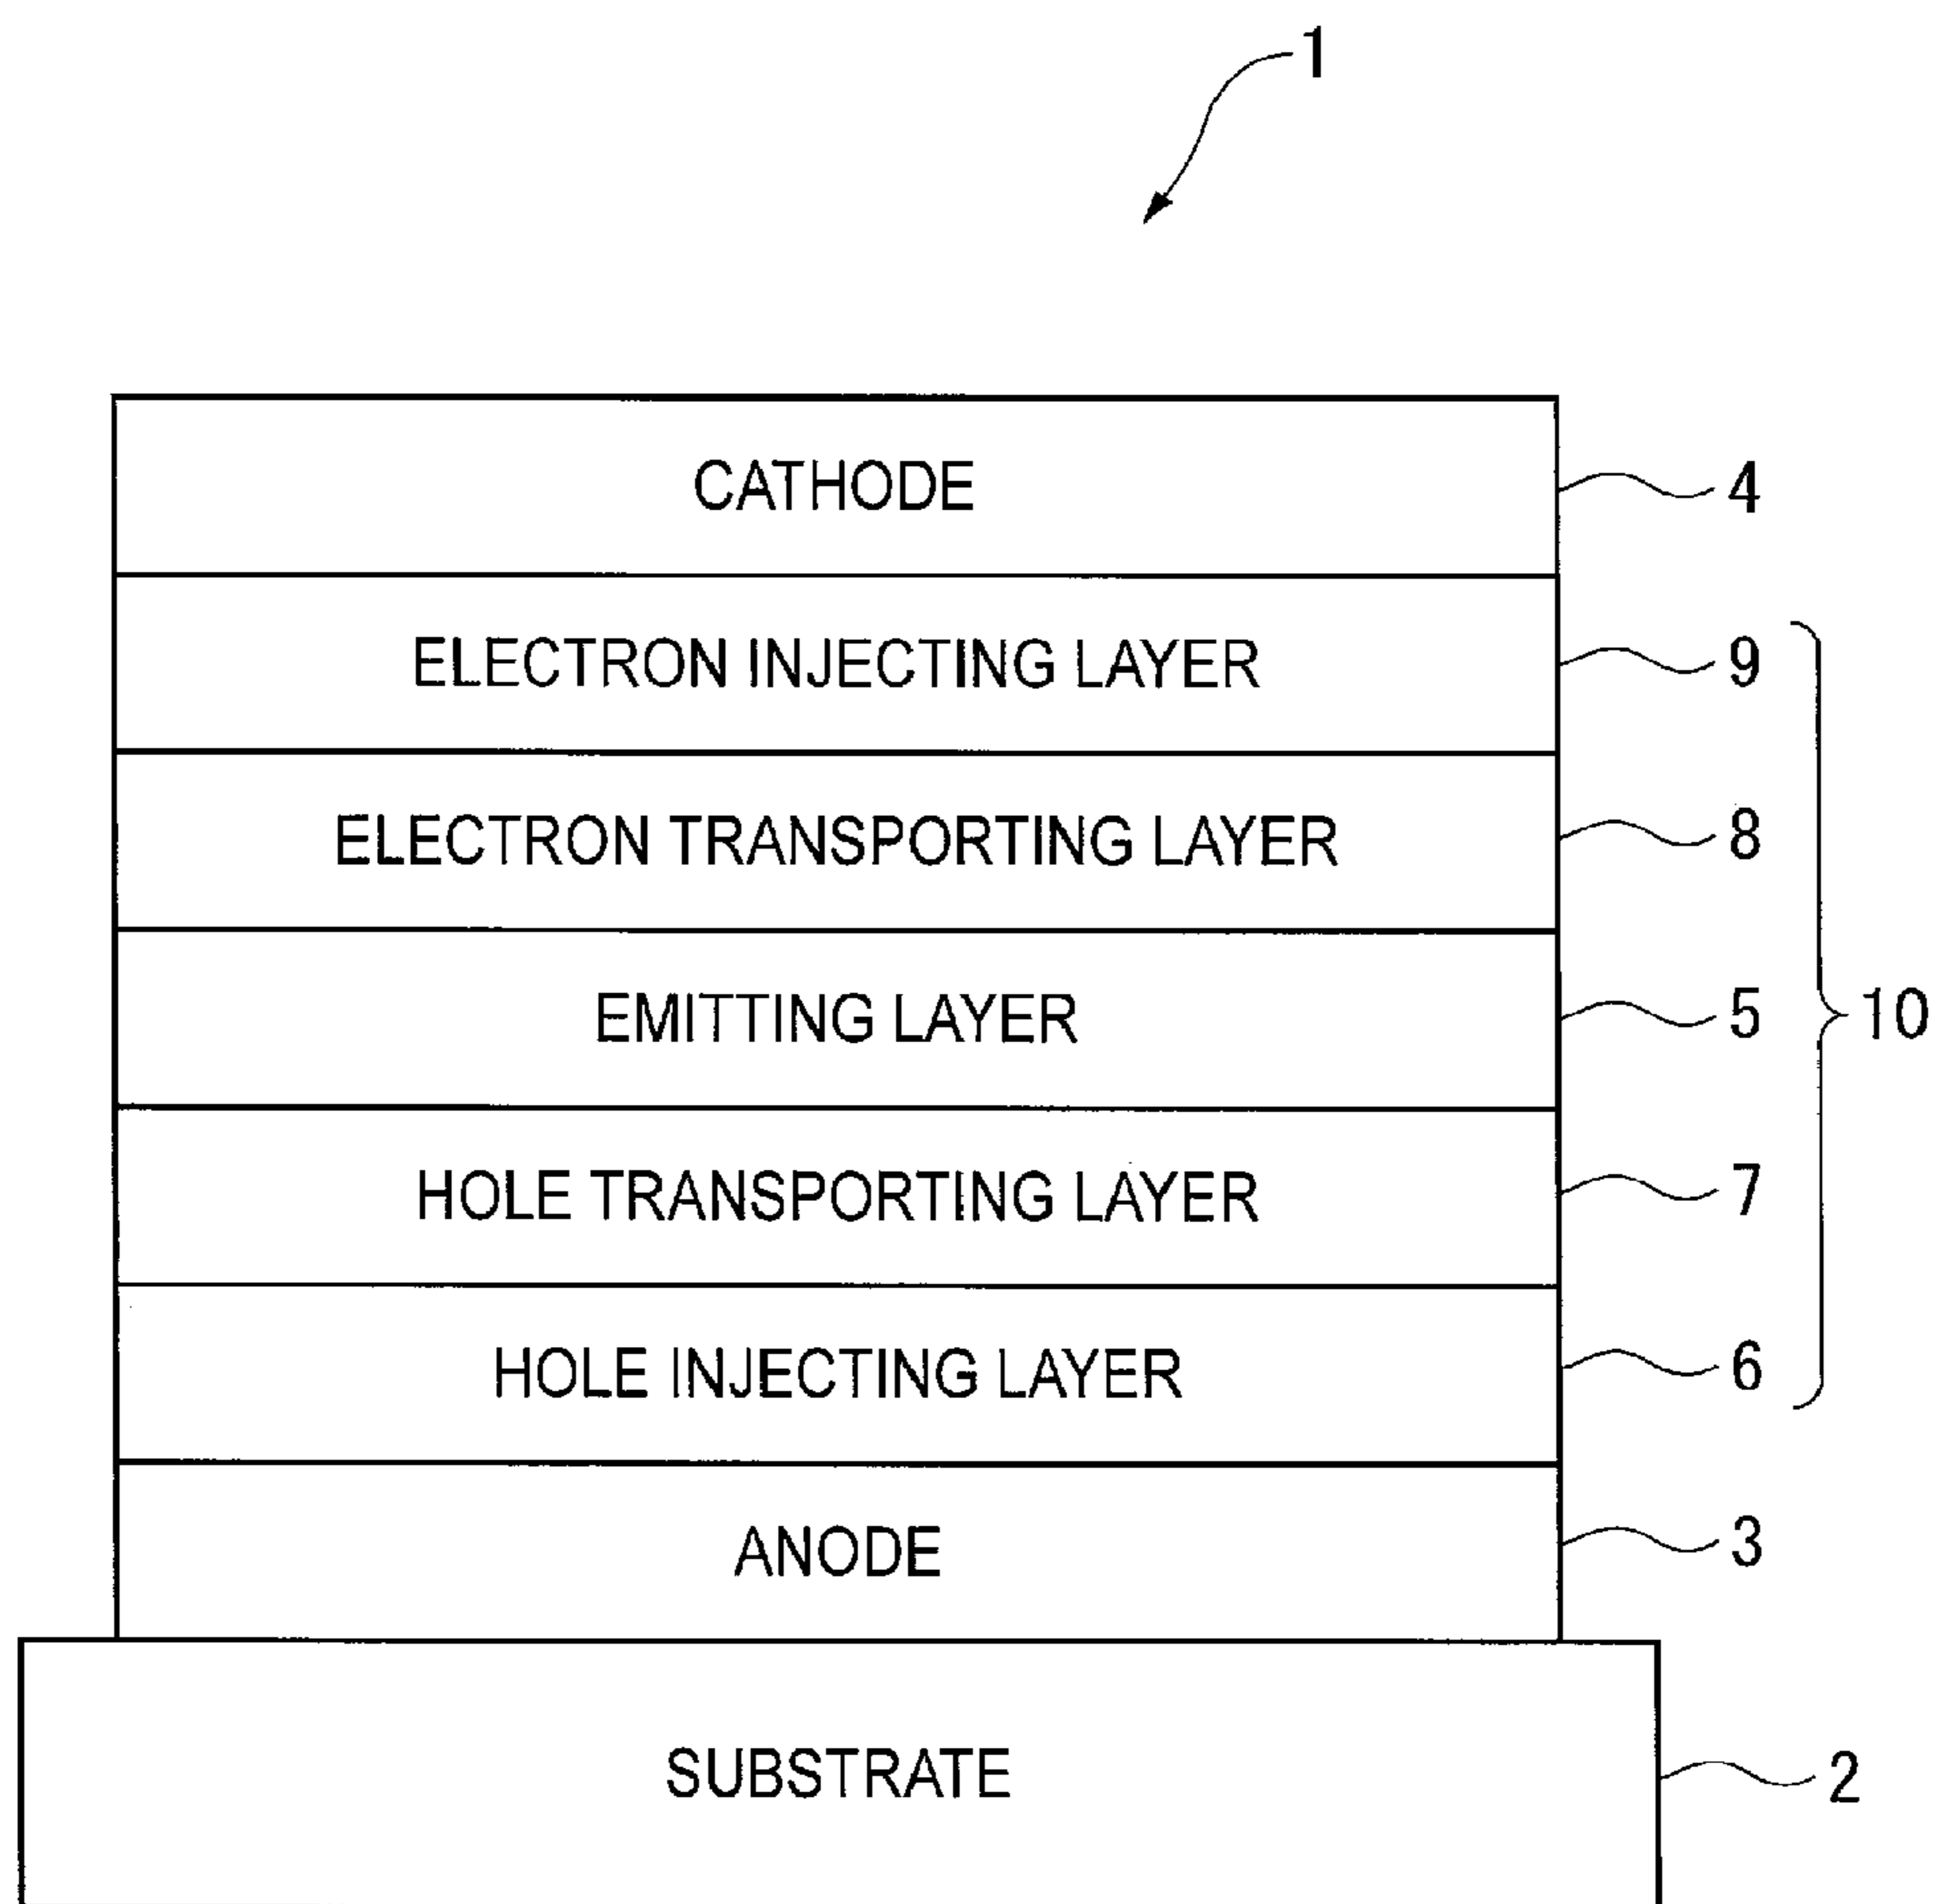 1
CATHODE 4
ELECTRON INJECTING LAYER 9
ELECTRON TRANSPORTING LAYER 8
EMITTING LAYER 5 10
HOLE TRANSPORTING LAYER 7
HOLE INJECTING LAYER 6
ANODE 3
SUBSTRATE 2